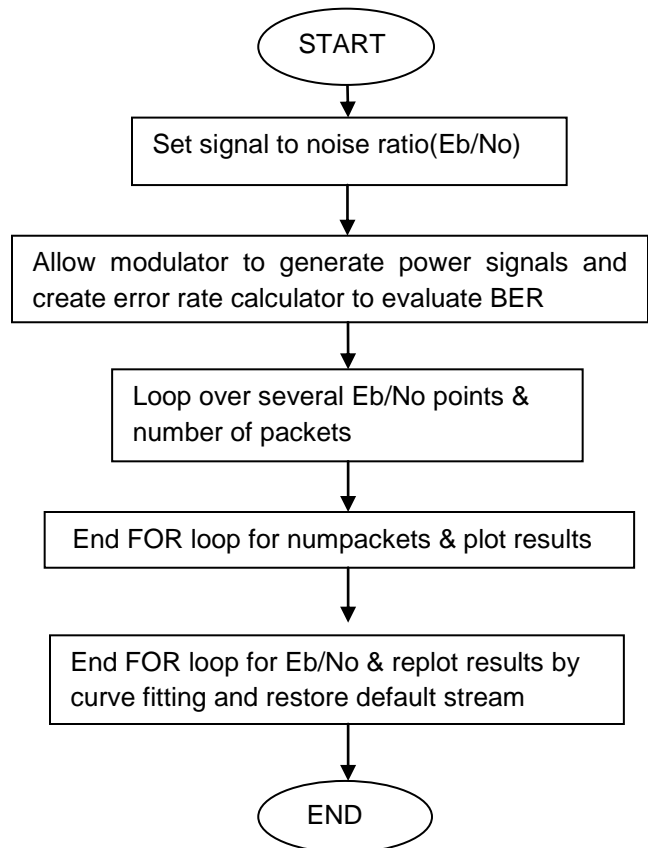 START
Set signal to noise ratio(Eb/No)
Allow modulator to generate power signals and
create error rate calculator to evaluate BER
Loop over several Eb/No points &
number of packets
End FOR loop for numpackets & plot results
End FOR loop for Eb/No & replot results by
curve fitting and restore default stream
END